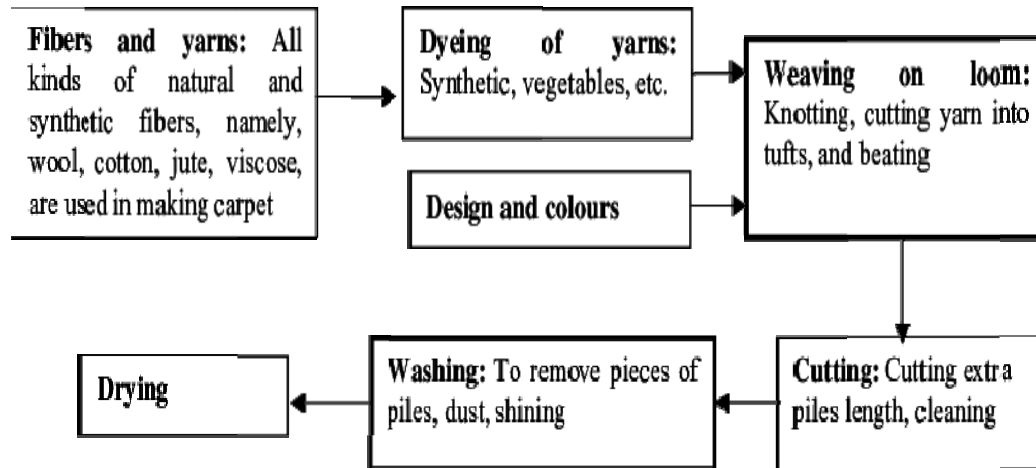 Fibers and yarns: All
kinds of natural and
synthetic fibers, namely,
wool, cotton, jute, viscose,
are used in making carpet
Dyeing of yarns:
Synthetic, vegetables, etc.
Design and colours
Weaving on loom:
Knotting, cutting yarn into
tufts, and beating
Cutting: Cutting extra
piles length, cleaning
Washing: To remove pieces of
piles, dust, shining
Drying